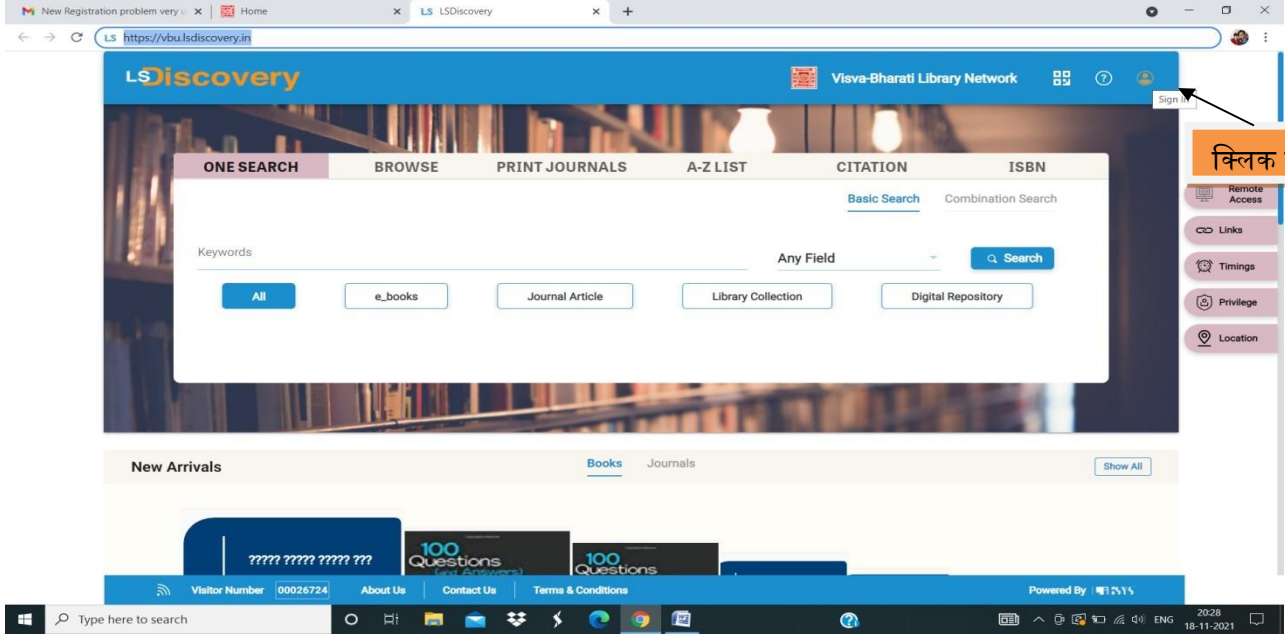 New Registration problem very u
Home
LS LSDiscovery
LS https://vbu.lsdiscovery.in
LSDiscovery
Visva-Bharati Library Network
Sign In
क्लिक
ONE SEARCH BROWSE PRINT JOURNALS A-Z LIST CITATION ISBN
Basic Search Combination Search
Remote
Access
Links
Keywords
Any Field
Search
Timings
All e_books Journal Article Library Collection Digital Repository
Privilege
Location
New Arrivals
Books Journals
Show All
????? ????? ????? ???
100
Questions
(and Answers)
100
Questions
Visitor Number 00026724 About Us Contact Us Terms & Conditions
Powered By
Type here to search
ENG
20:28
18-11-2021